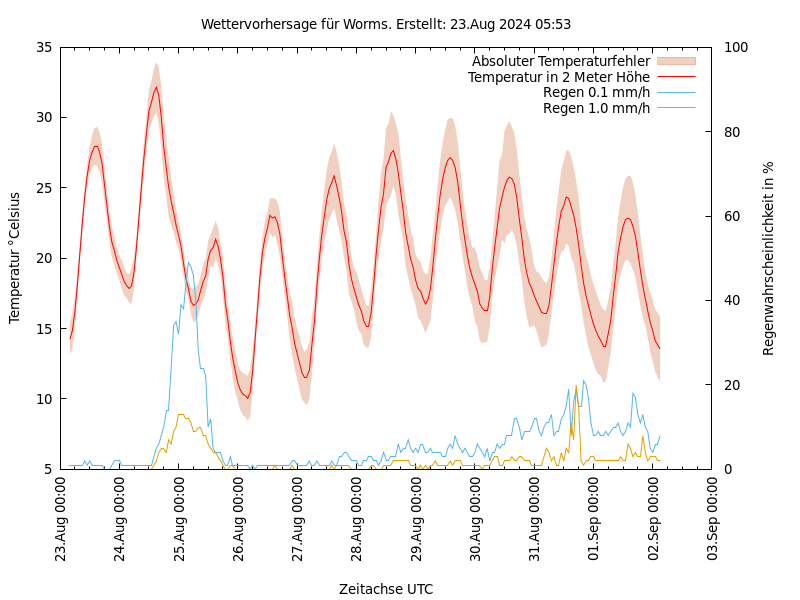 Wettervorhersage für Worms. Erstellt: 23.Aug 2024 05:53
35
30
25
20
15
10
5
100
80
60
40
20
0
Temperatur °Celsius
Regenwahrscheinlichkeit in %
Absoluter Temperaturfehler
Temperatur in 2 Meter Höhe
Regen 0.1 mm/h
Regen 1.0 mm/h
23.Aug 00:00
24.Aug 00:00
25.Aug 00:00
26.Aug 00:00
27.Aug 00:00
28.Aug 00:00
29.Aug 00:00
30.Aug 00:00
31.Aug 00:00
01.Sep 00:00
02.Sep 00:00
03.Sep 00:00
Zeitachse UTC